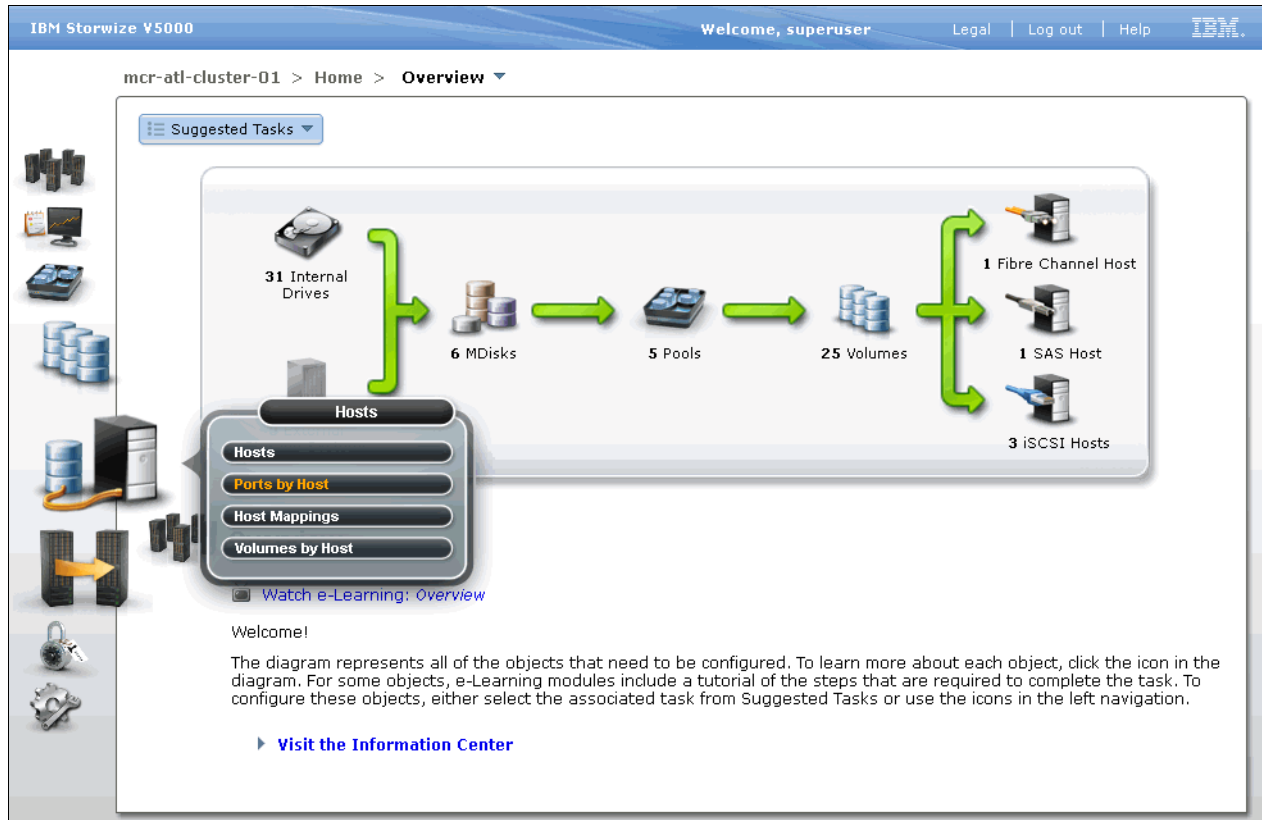 IBM Storwize V5000
Welcome, superuser
Legal | Log out | Help
IBM.
mcr-atl-cluster-01 > Home > Overview
Suggested Tasks
31 Internal
Drives
6 MDisks
5 Pools
25 Volumes
1 Fibre Channel Host
1 SAS Host
3 iSCSI Hosts
Hosts
Hosts
Ports by Host
Host Mappings
Volumes by Host
Watch e-Learning: Overview
Welcome!
The diagram represents all of the objects that need to be configured. To learn more about each object, click the icon in the
diagram. For some objects, e-Learning modules include a tutorial of the steps that are required to complete the task. To
configure these objects, either select the associated task from Suggested Tasks or use the icons in the left navigation.
Visit the Information Center